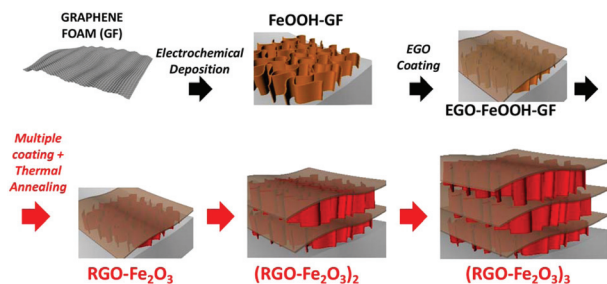 GRAPHENE
FOAM (GF)
Electrochemical
Deposition
FeOOH-GF
EGO
Coating
EGO-FeOOH-GF
Multiple
coating +
Thermal
Annealing
RGO-Fe₂O₃
(RGO-Fe₂O₃)₂
(RGO-Fe₂O₃)₃